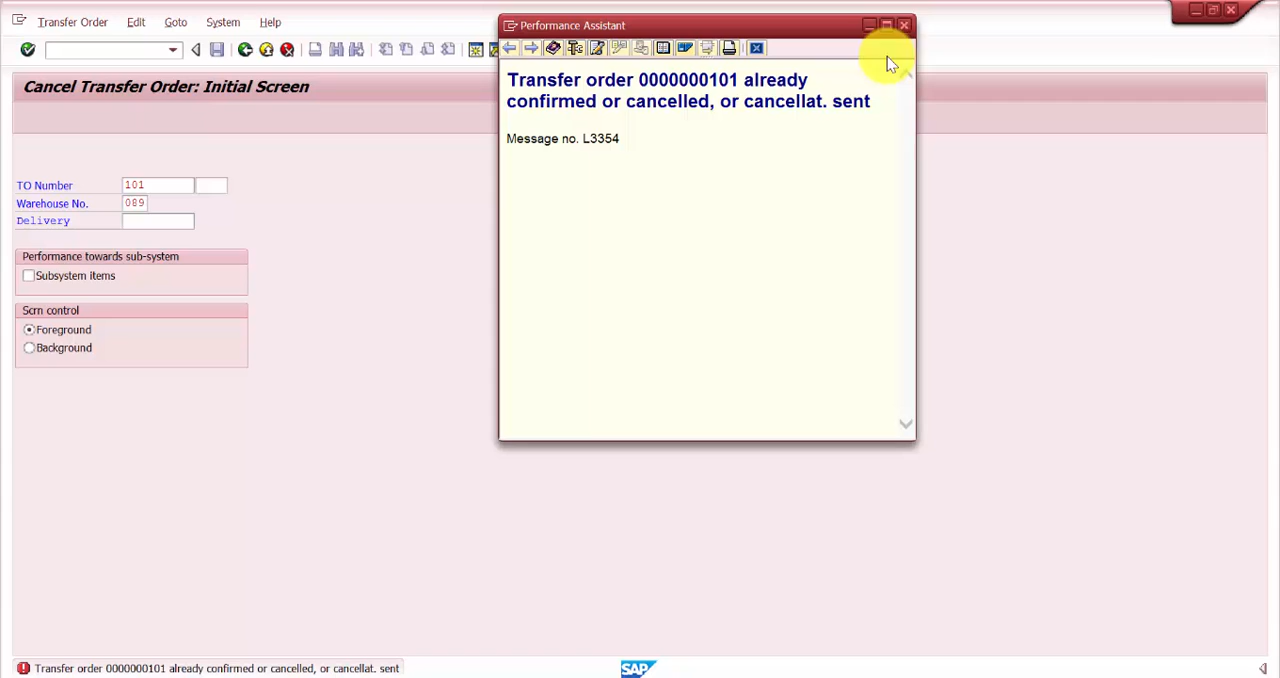 Transfer Order Edit Goto System Help
Performance Assistant
Cancel Transfer Order: Initial Screen
Transfer order 0000000101 already
confirmed or cancelled, or cancellat. sent
Message no. L3354
TO Number 101
Warehouse No. 089
Delivery
Performance towards sub-system
Subsystem items
Scrn control
Foreground
Background
Transfer order 0000000101 already confirmed or cancelled, or cancellat. sent
SAP